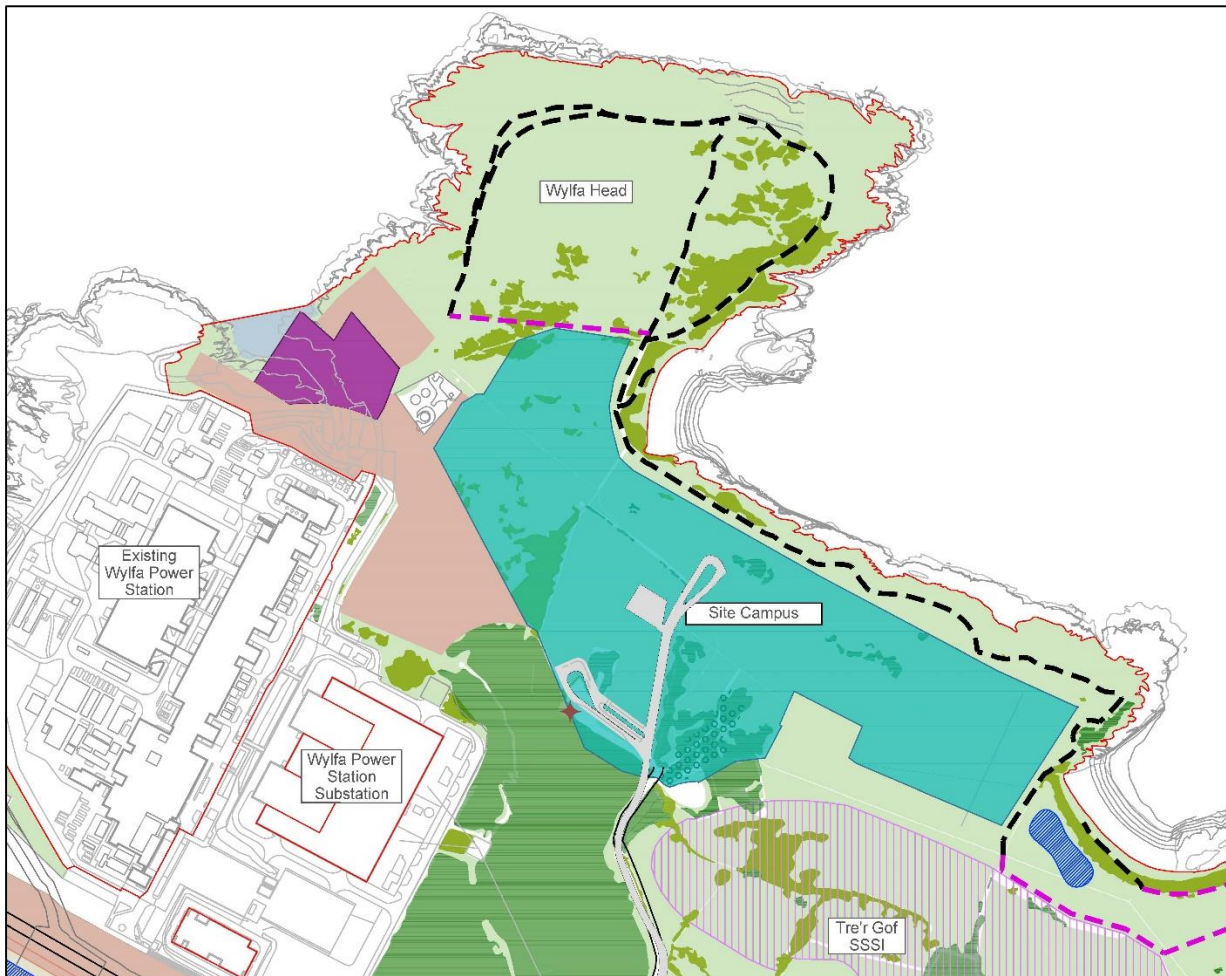 Wylfa Head
Existing
Wylfa Power
Station
Site Campus
Wylfa Power
Station
Substation
Tre'r Gof
SSSI